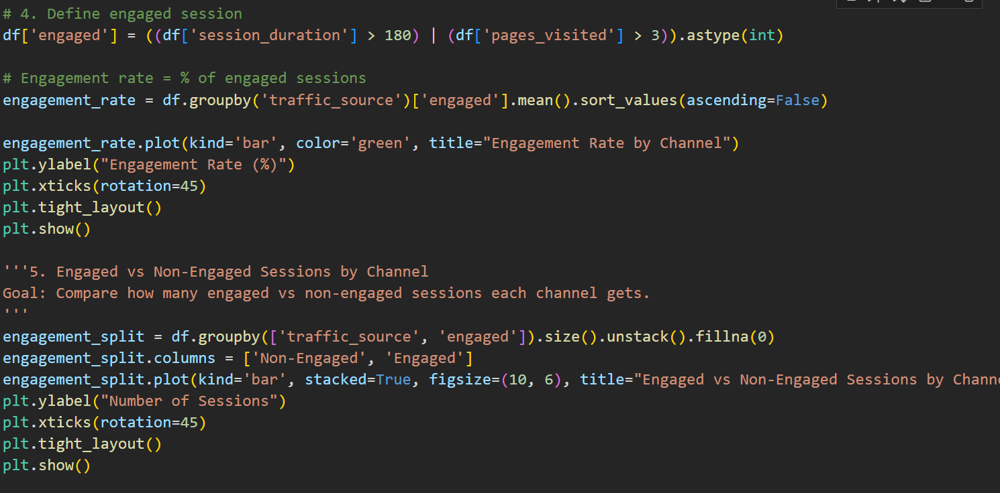 # 4. Define engaged session
df['engaged'] = ((df['session_duration'] > 180) | (df['pages_visited'] > 3)).astype(int)
# Engagement rate = % of engaged sessions
engagement_rate = df.groupby('traffic_source')['engaged'].mean().sort_values(ascending=False)
engagement_rate.plot(kind='bar', color='green', title="Engagement Rate by Channel")
plt.ylabel("Engagement Rate (%)")
plt.xticks(rotation=45)
plt.tight_layout()
plt.show()
'''5. Engaged vs Non-Engaged Sessions by Channel
Goal: Compare how many engaged vs non-engaged sessions each channel gets.
'''
engagement_split = df.groupby(['traffic_source', 'engaged']).size().unstack().fillna(0)
engagement_split.columns = ['Non-Engaged', 'Engaged']
engagement_split.plot(kind='bar', stacked=True, figsize=(10, 6), title="Engaged vs Non-Engaged Sessions by
plt.ylabel("Number of Sessions")
plt.xticks(rotation=45)
plt.tight_layout()
plt.show()